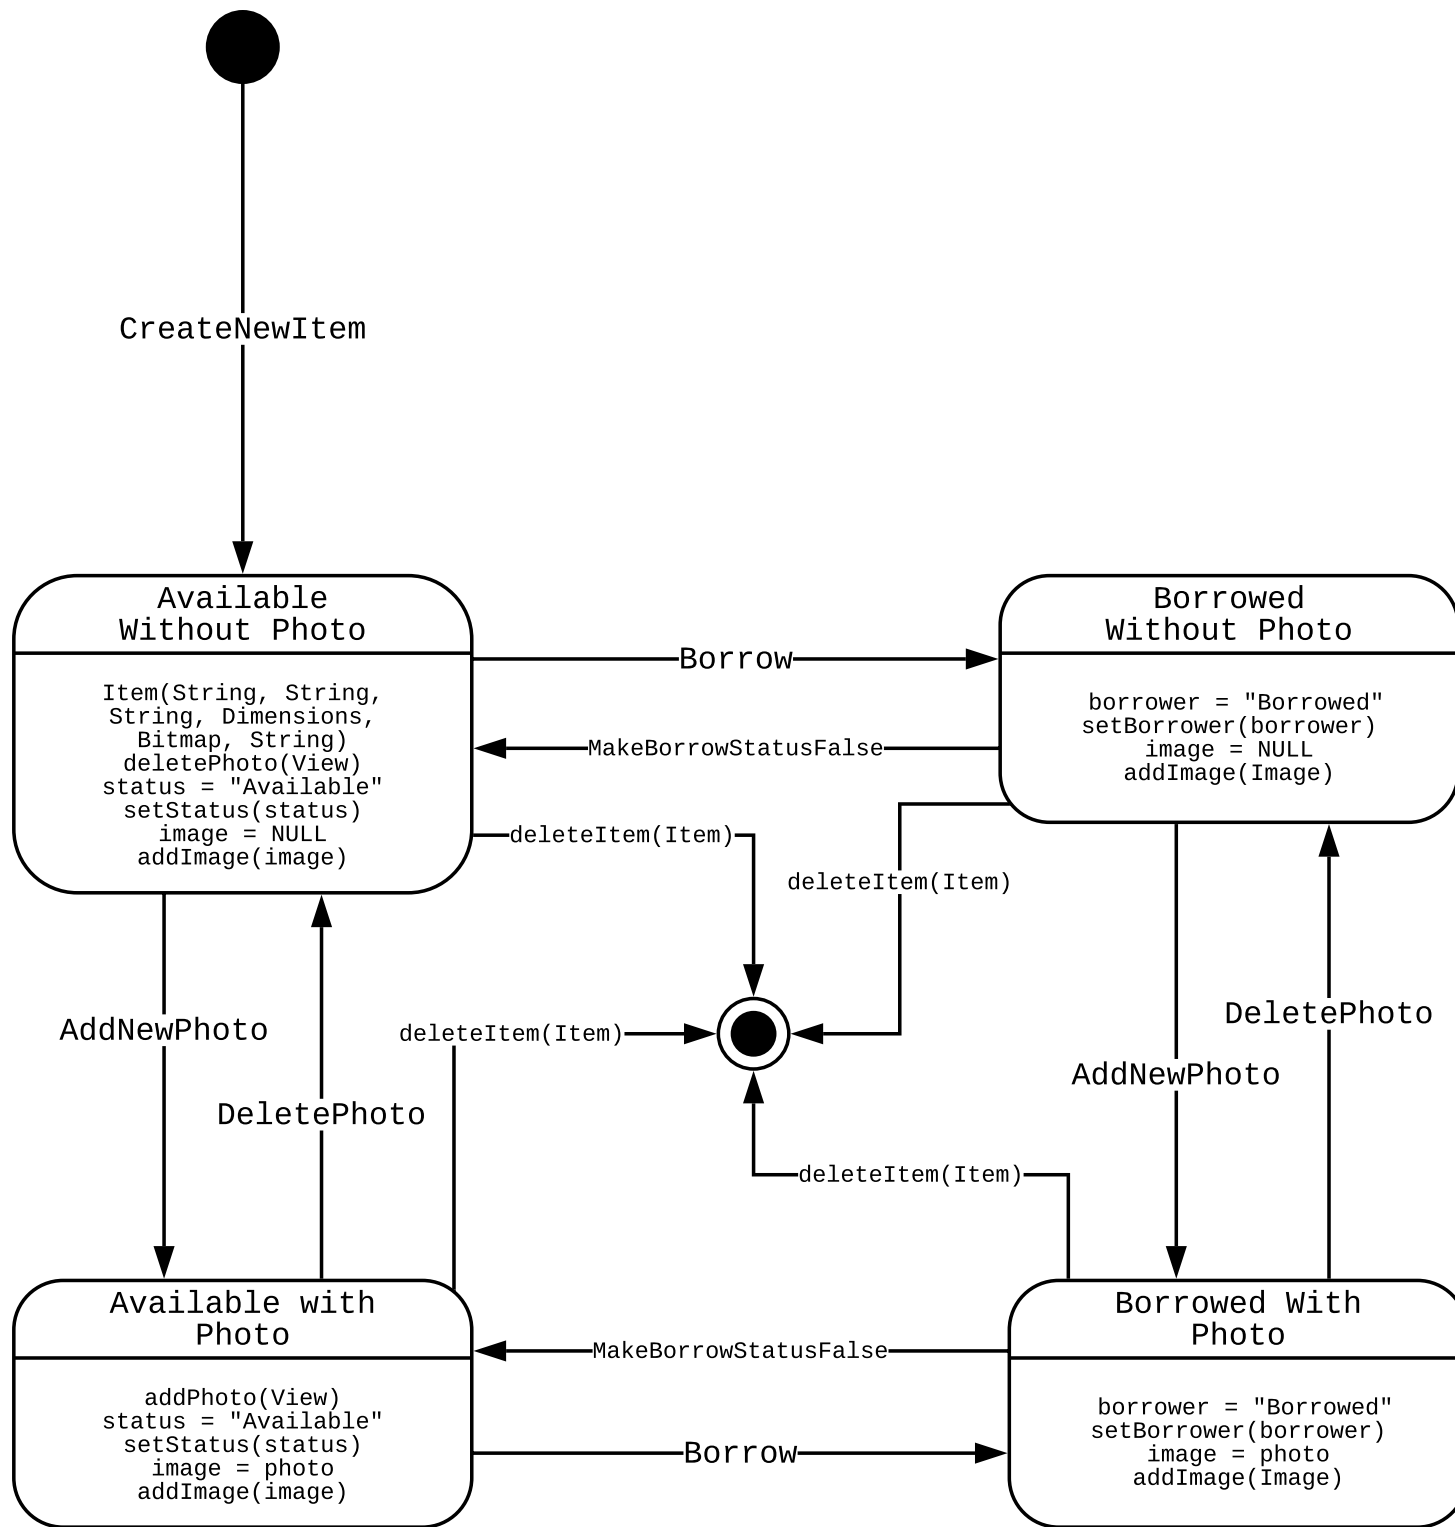 CreateNewItem
Available
Without Photo
Item(String, String,
String, Dimensions,
Bitmap, String)
deletePhoto(View)
status = "Available"
setStatus(status)
image = NULL
addImage(image)
Borrow
MakeBorrowStatusFalse
Borrowed
Without Photo
borrower = "Borrowed"
setBorrower(borrower)
image = NULL
addImage(Image)
deleteItem(Item)
deleteItem(Item)
AddNewPhoto
DeletePhoto
deleteItem(Item)
deleteItem(Item)
AddNewPhoto
DeletePhoto
Available with
Photo
addPhoto(View)
status = "Available"
setStatus(status)
image = photo
addImage(image)
MakeBorrowStatusFalse
Borrow
Borrowed With
Photo
borrower = "Borrowed"
setBorrower(borrower)
image = photo
addImage(Image)